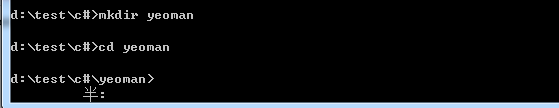 d:\test\c#>mkdir yeoman
d:\test\c#>cd yeoman
d:\test\c#\yeoman>
半: